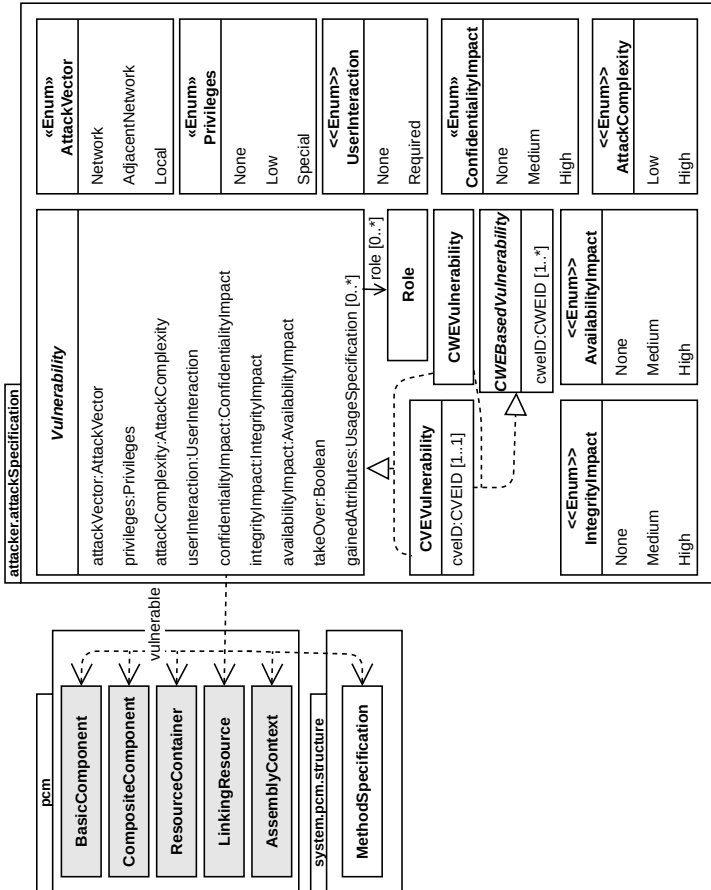 attacker.attackSpecification
Vulnerability
attackVector:AttackVector
privileges:Privileges
attackComplexity:AttackComplexity
userInteraction:UserInteraction
confidentialityImpact:ConfidentialityImpact
integrityImpact:IntegrityImpact
availabilityImpact:AvailabilityImpact
takeOver:Boolean
gainedAttributes:UsageSpecification [0..*]
role [0..*]
Role
CVEVulnerability
cveID:CVEID [1..1]
CWEVulnerability
CWEBasedVulnerability
cweID:CWEID [1..*]
«Enum»
AttackVector
Network
AdjacentNetwork
Local
«Enum»
Privileges
None
Low
Special
<<Enum>>
UserInteraction
None
Required
«Enum»
ConfidentialityImpact
None
Medium
High
<<Enum>>
AttackComplexity
Low
High
<<Enum>>
IntegrityImpact
None
Medium
High
<<Enum>>
AvailabilityImpact
None
Medium
High
vulnerable
pcm
BasicComponent
CompositeComponent
ResourceContainer
LinkingResource
AssemblyContext
system.pcm.structure
MethodSpecification